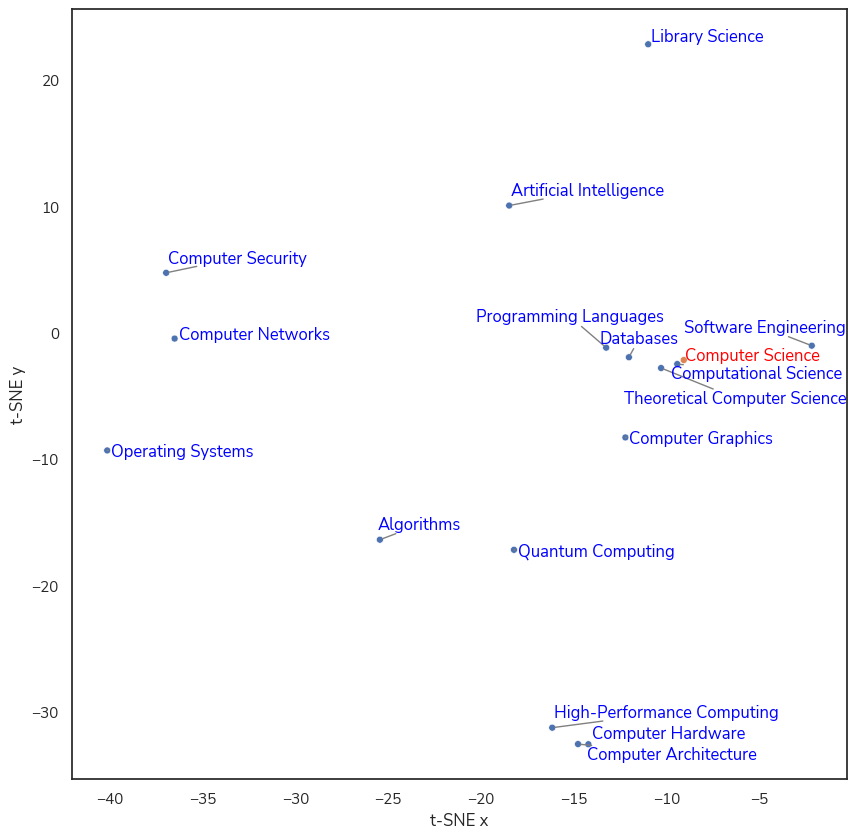 Library Science
20
Artificial Intelligence
10
Computer Security
Programming Languages
Software Engineering
0
Computer Networks
Databases
Computer Science
Computational Science
t-SNE y
Theoretical Computer Science
Computer Graphics
−10
Operating Systems
Algorithms
Quantum Computing
−20
−30
High-Performance Computing
Computer Hardware
Computer Architecture
−40
−35
−30
−25
−20
−15
−10
−5
t-SNE x